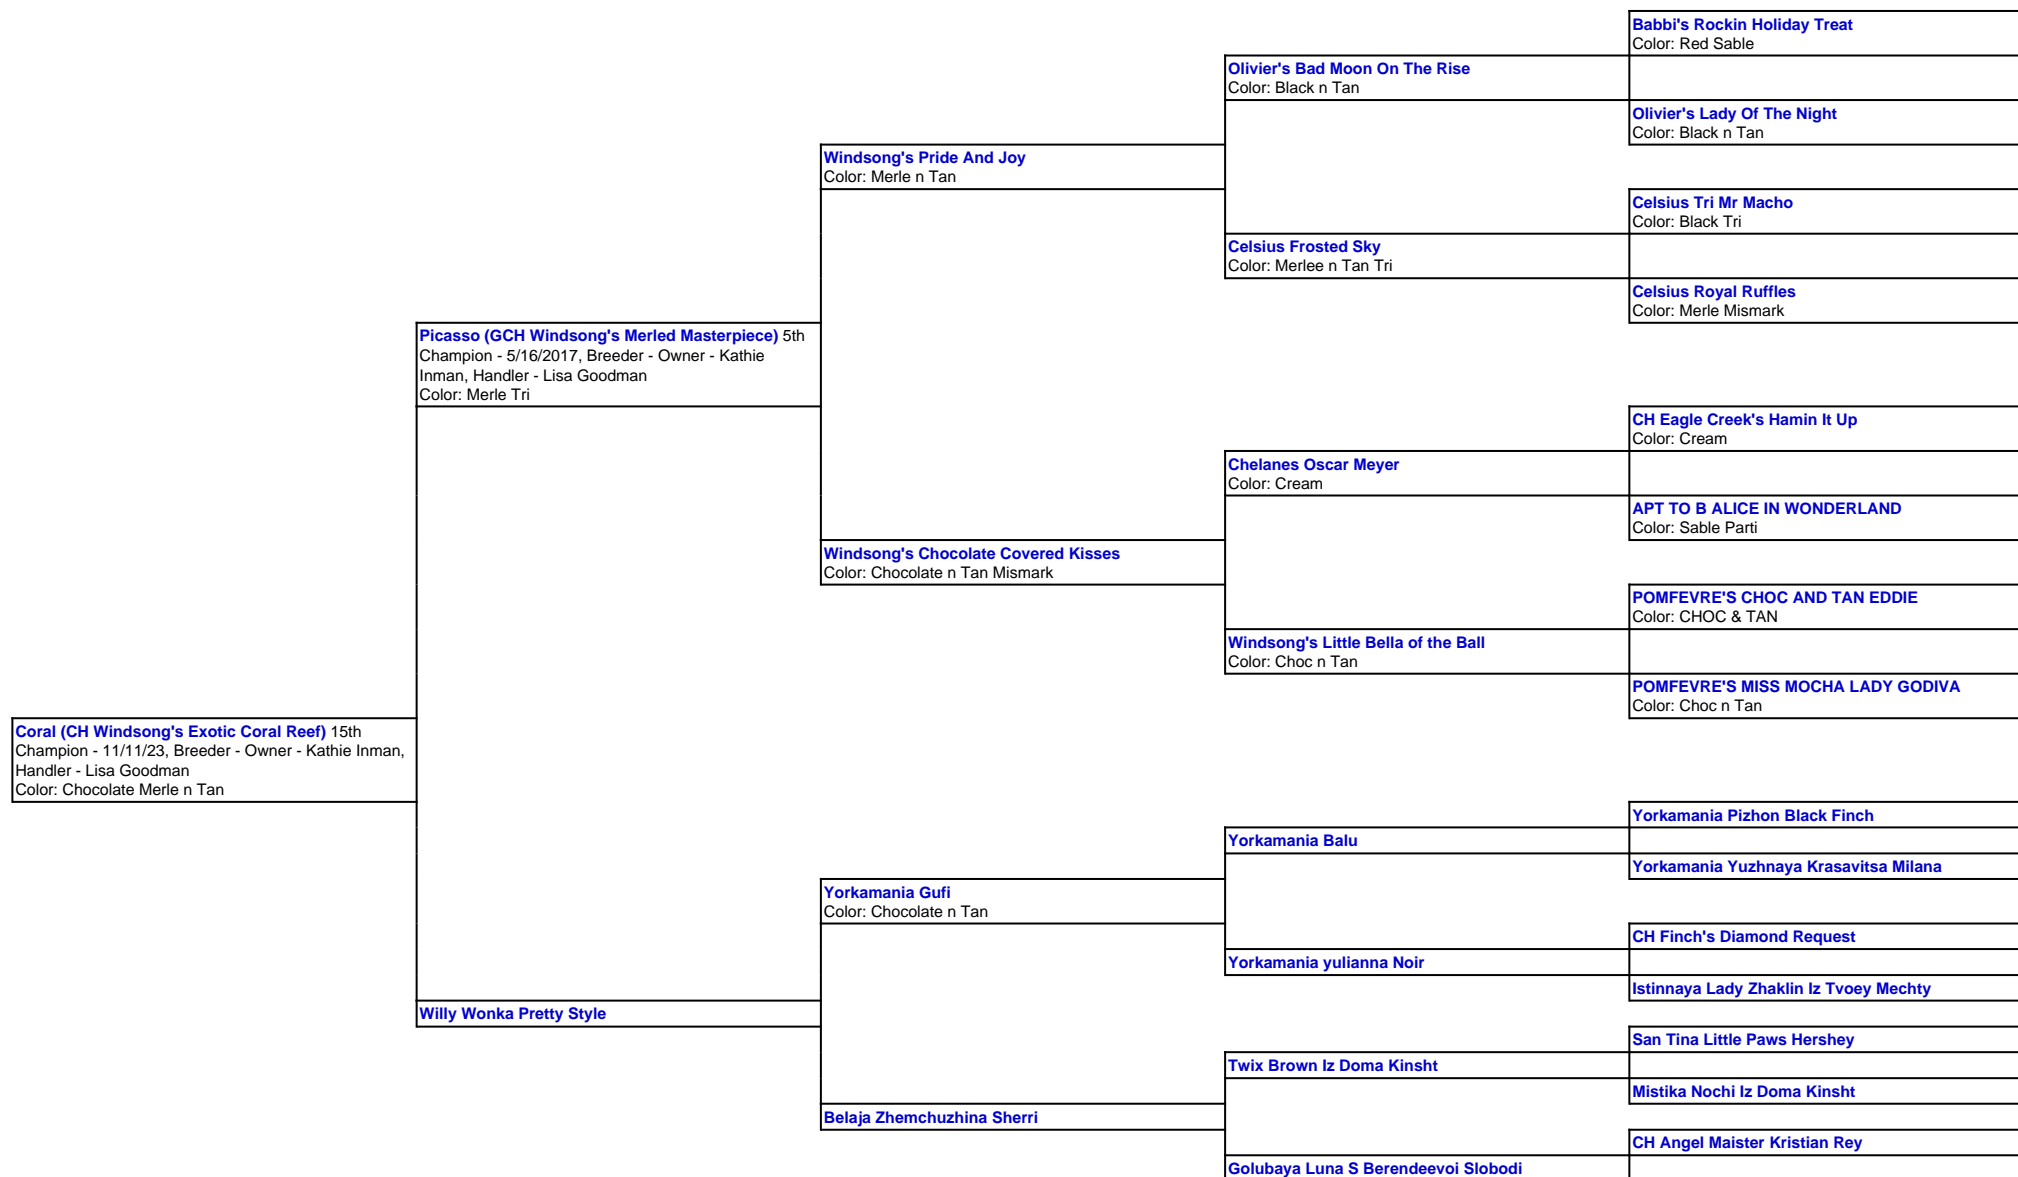 Babbi's Rockin Holiday Treat
Color: Red Sable
Olivier's Bad Moon On The Rise
Color: Black n Tan
Olivier's Lady Of The Night
Color: Black n Tan
Windsong's Pride And Joy
Color: Merle n Tan
Celsius Tri Mr Macho
Color: Black Tri
Celsius Frosted Sky
Color: Merlee n Tan Tri
Celsius Royal Ruffles
Color: Merle Mismark
Picasso (GCH Windsong's Merled Masterpiece) 5th
Champion - 5/16/2017, Breeder - Owner - Kathie
Inman, Handler - Lisa Goodman
Color: Merle Tri
CH Eagle Creek's Hamin It Up
Color: Cream
Chelanes Oscar Meyer
Color: Cream
APT TO B ALICE IN WONDERLAND
Color: Sable Parti
Windsong's Chocolate Covered Kisses
Color: Chocolate n Tan Mismark
POMFEVRE'S CHOC AND TAN EDDIE
Color: CHOC & TAN
Windsong's Little Bella of the Ball
Color: Choc n Tan
POMFEVRE'S MISS MOCHA LADY GODIVA
Color: Choc n Tan
Coral (CH Windsong's Exotic Coral Reef) 15th
Champion - 11/11/23, Breeder - Owner - Kathie Inman,
Handler - Lisa Goodman
Color: Chocolate Merle n Tan
Yorkamania Pizhon Black Finch
Yorkamania Balu
Yorkamania Yuzhnaya Krasavitsa Milana
Yorkamania Gufi
Color: Chocolate n Tan
CH Finch's Diamond Request
Yorkamania yulianna Noir
Istinnaya Lady Zhaklin Iz Tvoey Mechty
Willy Wonka Pretty Style
San Tina Little Paws Hershey
Twix Brown Iz Doma Kinsht
Mistika Nochi Iz Doma Kinsht
Belaja Zhemchuzhina Sherri
CH Angel Maister Kristian Rey
Golubaya Luna S Berendeevoi Slobodi